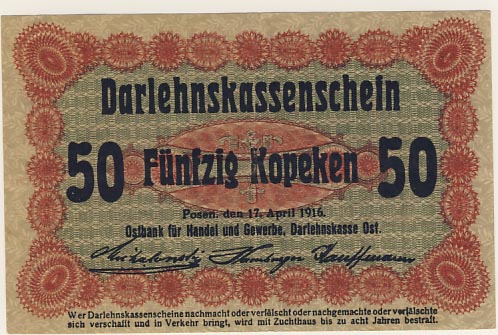 Darlehnskassenschein
50 Fünfzig Kopeken 50
Posen, den 17. April 1916.
Ostbank für Handel und Gewerbe, Darlehnskasse Ost.
Wer Darlehnskassenscheine nachmacht oder verfälscht oder nachgemachte oder verfälschte
sich verschafft und in Verkehr bringt, wird mit Zuchthaus bis zu acht Jahren bestraft.